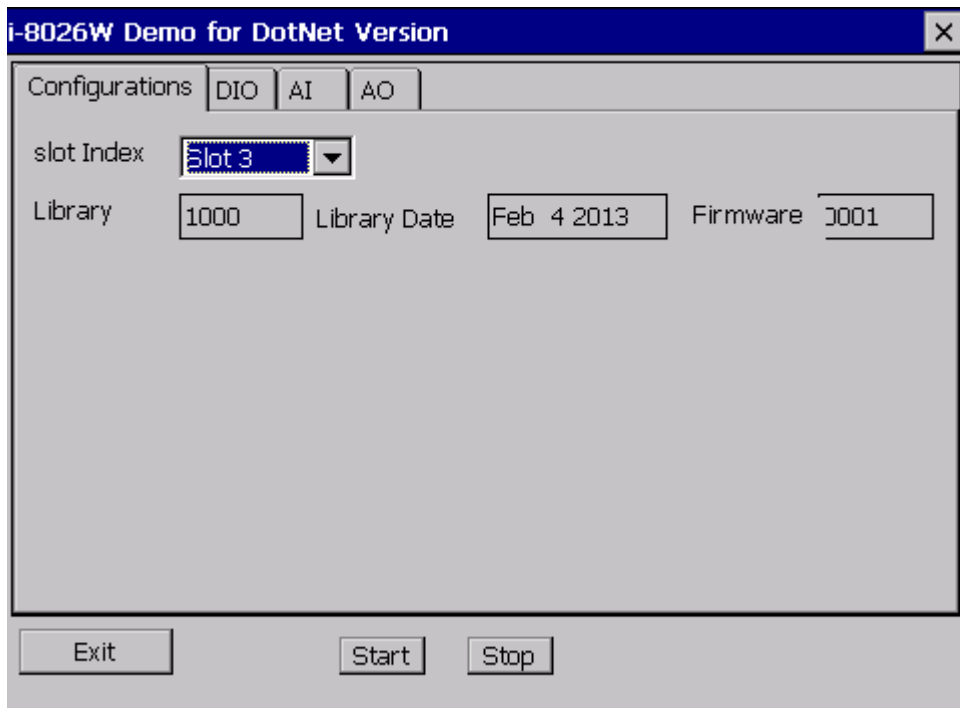 i-8026W Demo for DotNet Version
Configurations DIO AI AO
slot Index Slot 3
Library 1000 Library Date Feb 4 2013 Firmware 0001
Exit Start Stop